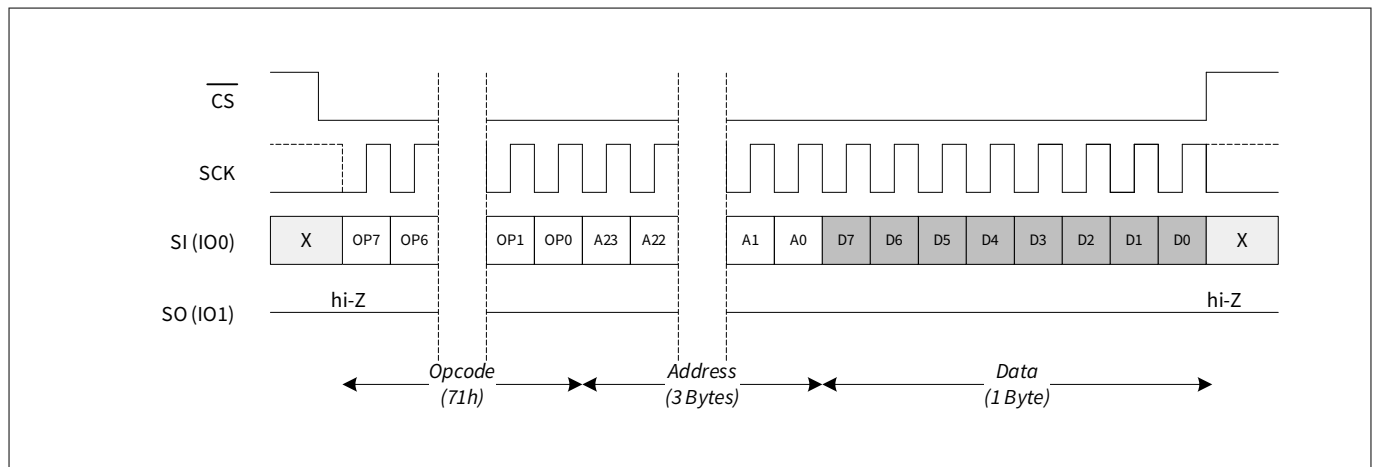 CS
SCK
SI (IO0) X OP7 OP6 OP1 OP0 A23 A22 A1 A0 D7 D6 D5 D4 D3 D2 D1 D0 X
hi-Z hi-Z
SO (IO1)
Opcode Address Data
(71h) (3 Bytes) (1 Byte)